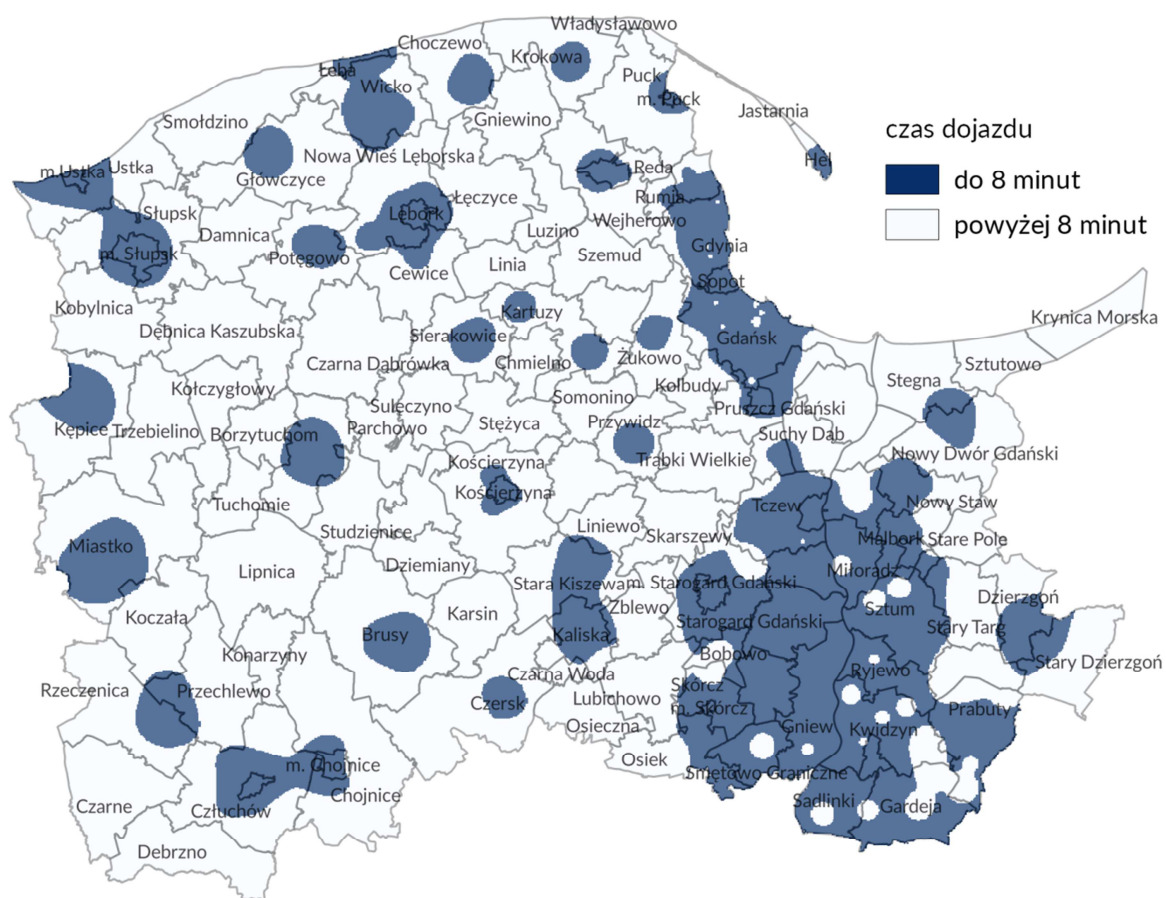 Władysławowo
Choczewo
Krokowa
Łeba
Wicko
Puck
m. Puck
Jastarnia
Smołdzino
Gniewino
czas dojazdu
Nowa Wieś Lęborska
Hel
m.Ustka
Ustka
Główczyce
Reda
do 8 minut
Łęczyce
Rumia
Słupsk
Lębork
Wejherowo
powyżej 8 minut
Damnica
Luzino
Gdynia
m. Słupsk
Potęgowo
Linia
Szemud
Cewice
Sopot
Kobylnica
Kartuzy
Krynica Morska
Dębnica Kaszubska
Sierakowice
Gdańsk
Czarna Dąbrówka
Chmielno
Żukowo
Sztutowo
Kołczygłowy
Kolbudy
Stegna
Somonino
Sulęczyno
Pruszcz Gdański
Kępice
Trzebielino
Borzytuchom
Parchowo
Stężyca
Przywidz
Suchy Dąb
Kościerzyna
Trąbki Wielkie
Nowy Dwór Gdański
Kościerzyna
Tuchomie
Tczew
Nowy Staw
Studzienice
Liniewo
Skarszewy
Miastko
Malbork
Stare Pole
Lipnica
Dziemiany
Miłoradz
Stara Kiszewa
m. Starogard Gdański
Dzierzgoń
Koczała
Karsin
Zblewo
Sztum
Starogard Gdański
Stary Targ
Brusy
Kaliska
Konarzyny
Bobowo
Stary Dzierzgoń
Czarna Woda
Ryjewo
Rzeczenica
Przechlewo
Skórcz
Czersk
Lubichowo
m. Skórcz
Prabuty
Osieczna
Gniew
Kwidzyn
Osiek
m. Chojnice
Smętowo Graniczne
Chojnice
Czarne
Człuchów
Sadlinki
Gardeja
Debrzno